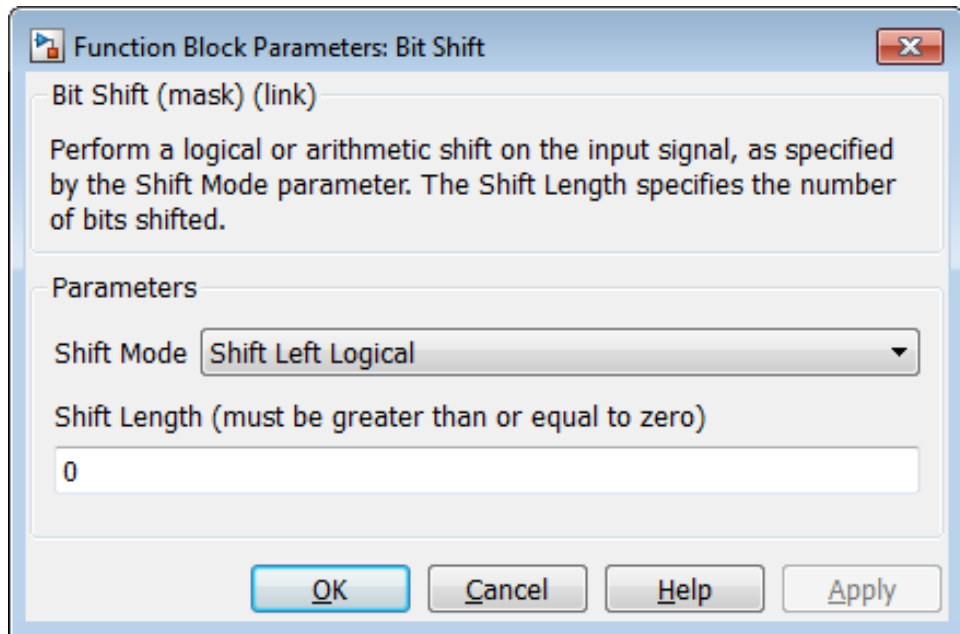 Function Block Parameters: Bit Shift
Bit Shift (mask) (link)
Perform a logical or arithmetic shift on the input signal, as specified
by the Shift Mode parameter. The Shift Length specifies the number
of bits shifted.
Parameters
Shift Mode Shift Left Logical
Shift Length (must be greater than or equal to zero)
0
OK Cancel Help Apply